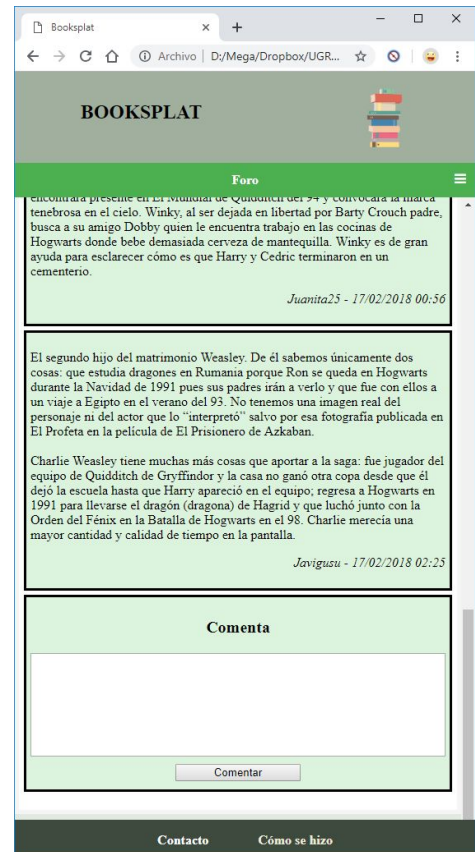 Booksplat
Archivo | D:/Mega/Dropbox/UGR...
BOOKSPLAT
Foro
encontrará presente en El Mundial de Quidditch del 94 y convocará la marca
tenebrosa en el cielo. Winky, al ser dejada en libertad por Barty Crouch padre,
busca a su amigo Dobby quien le encuentra trabajo en las cocinas de
Hogwarts donde bebe demasiada cerveza de mantequilla. Winky es de gran
ayuda para esclarecer cómo es que Harry y Cedric terminaron en un
cementerio.
Juanita25 - 17/02/2018 00:56
El segundo hijo del matrimonio Weasley. De él sabemos únicamente dos
cosas: que estudia dragones en Rumania porque Ron se queda en Hogwarts
durante la Navidad de 1991 pues sus padres irán a verlo y que fue con ellos a
un viaje a Egipto en el verano del 93. No tenemos una imagen real del
personaje ni del actor que lo “interpretó” salvo por esa fotografía publicada en
El Profeta en la película de El Prisionero de Azkaban.
Charlie Weasley tiene muchas más cosas que aportar a la saga: fue jugador del
equipo de Quidditch de Gryffindor y la casa no ganó otra copa desde que él
dejó la escuela hasta que Harry apareció en el equipo; regresa a Hogwarts en
1991 para llevarse el dragón (dragona) de Hagrid y que luchó junto con la
Orden del Fénix en la Batalla de Hogwarts en el 98. Charlie merecía una
mayor cantidad y calidad de tiempo en la pantalla.
Javigusu - 17/02/2018 02:25
Comenta
Comentar
Contacto Cómo se hizo